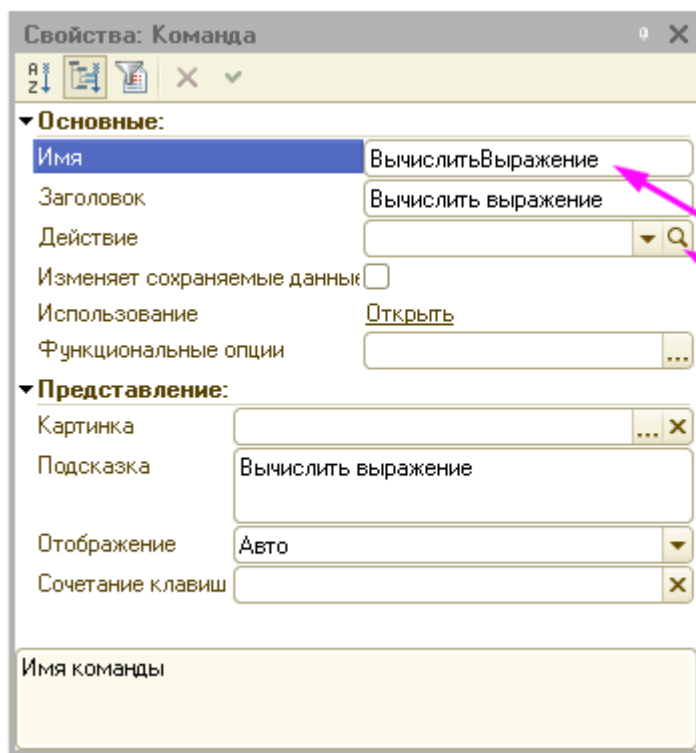 Свойства: Команда
Основные:
Имя ВычислитьВыражение
Заголовок Вычислить выражение
Действие
Изменяет сохраняемые данные
Использование Открыть
Функциональные опции ...
Представление:
Картинка ...
Подсказка Вычислить выражение
Отображение Авто
Сочетание клавиш
Имя команды